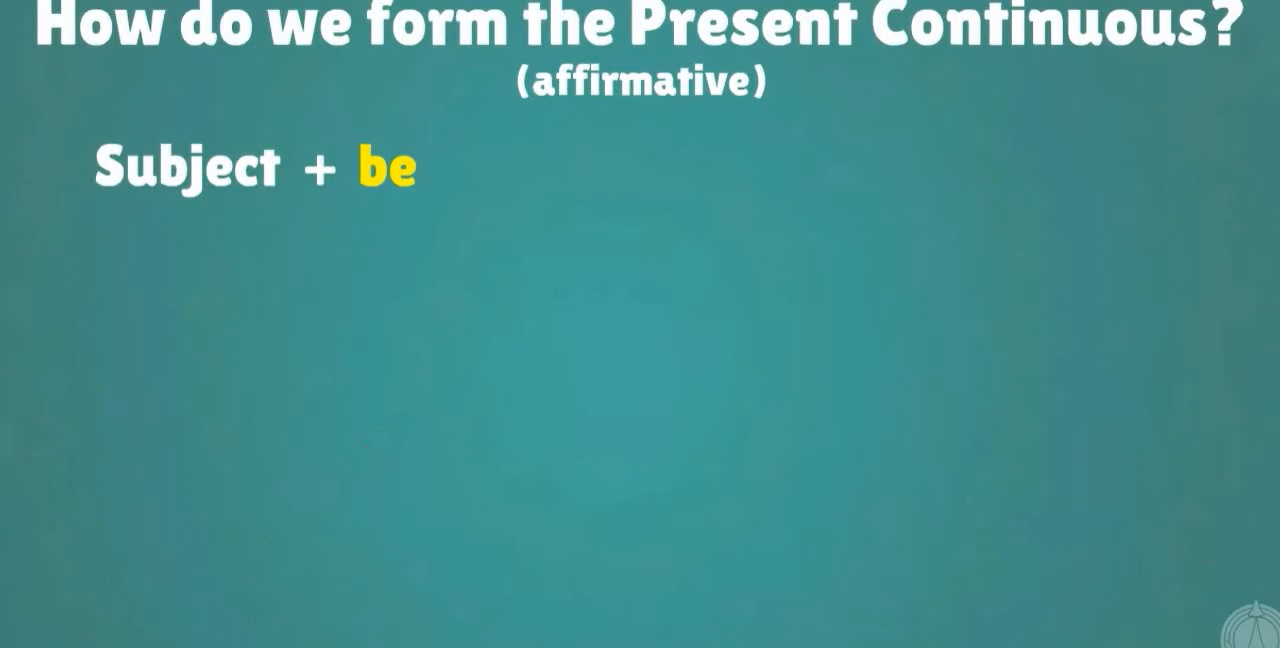 How do we form the Present Continuous?
(affirmative)
Subject + be